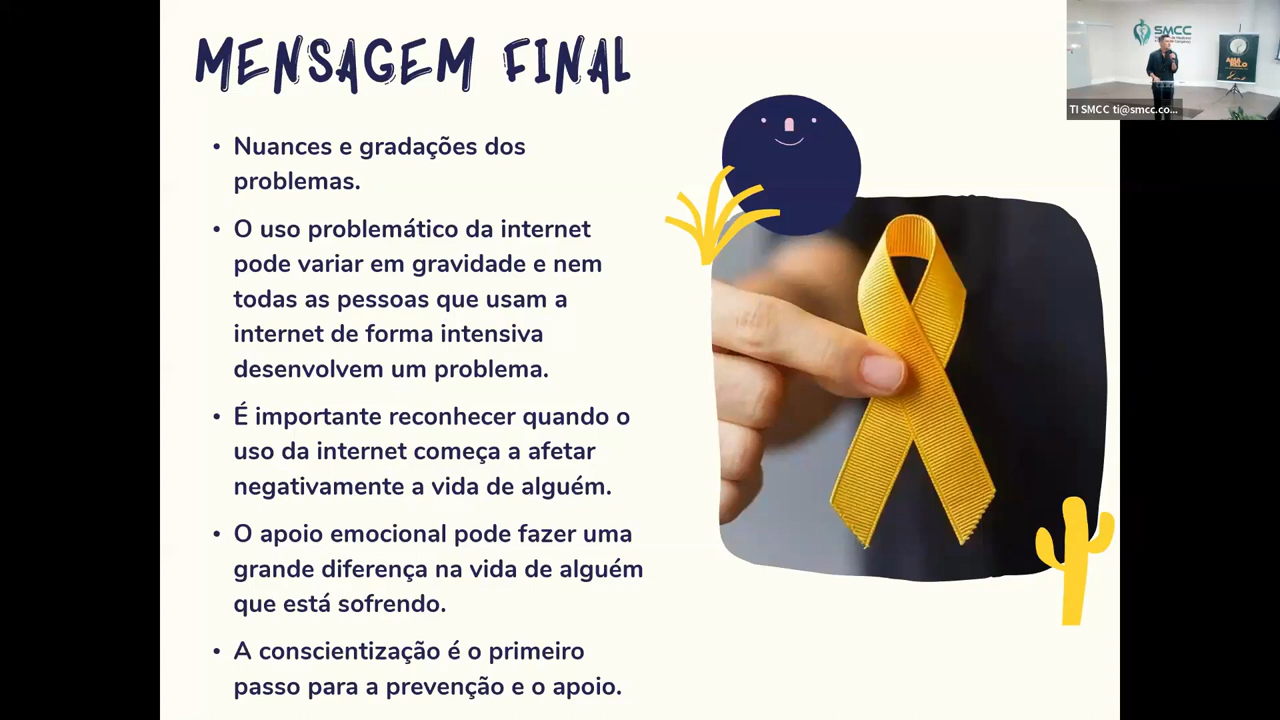 MENSAGEM FINAL
• Nuances e gradações dos
problemas.
• O uso problemático da internet
pode variar em gravidade e nem
todas as pessoas que usam a
internet de forma intensiva
desenvolvem um problema.
• É importante reconhecer quando o
uso da internet começa a afetar
negativamente a vida de alguém.
• O apoio emocional pode fazer uma
grande diferença na vida de alguém
que está sofrendo.
• A conscientização é o primeiro
passo para a prevenção e o apoio.
SMCC
TI SMCC ti@smcc.co...